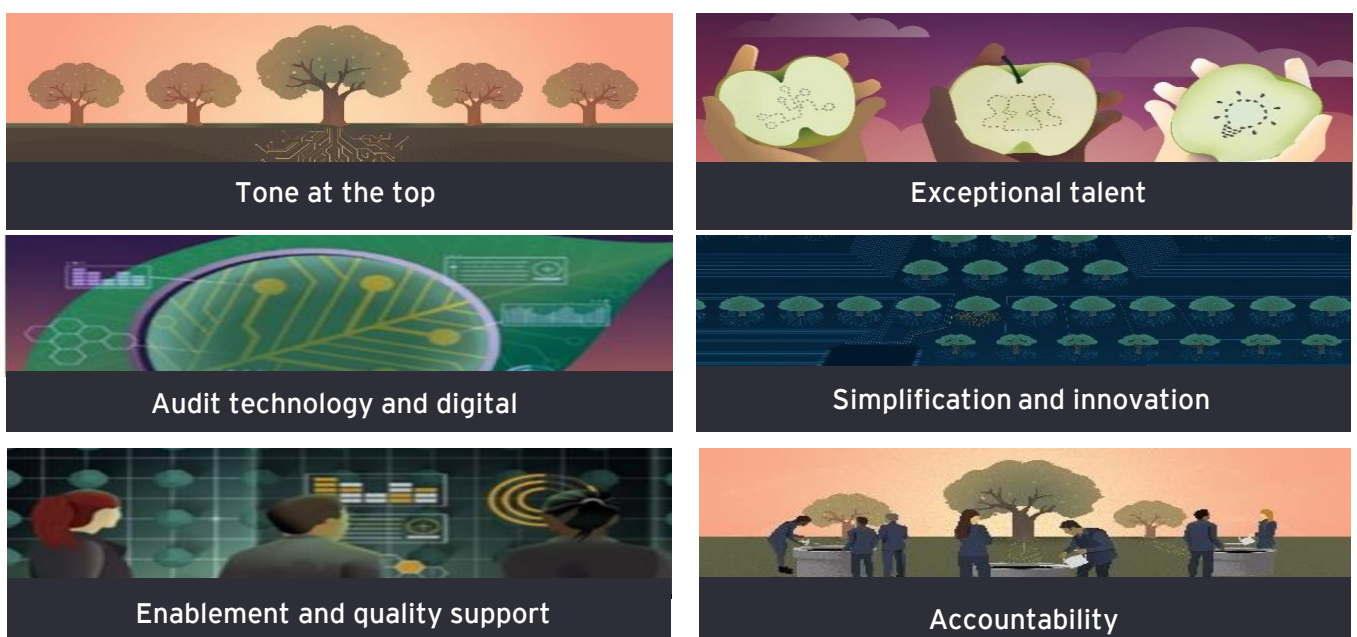 Tone at the top
Exceptional talent
Audit technology and digital
Simplification and innovation
Enablement and quality support
Accountability